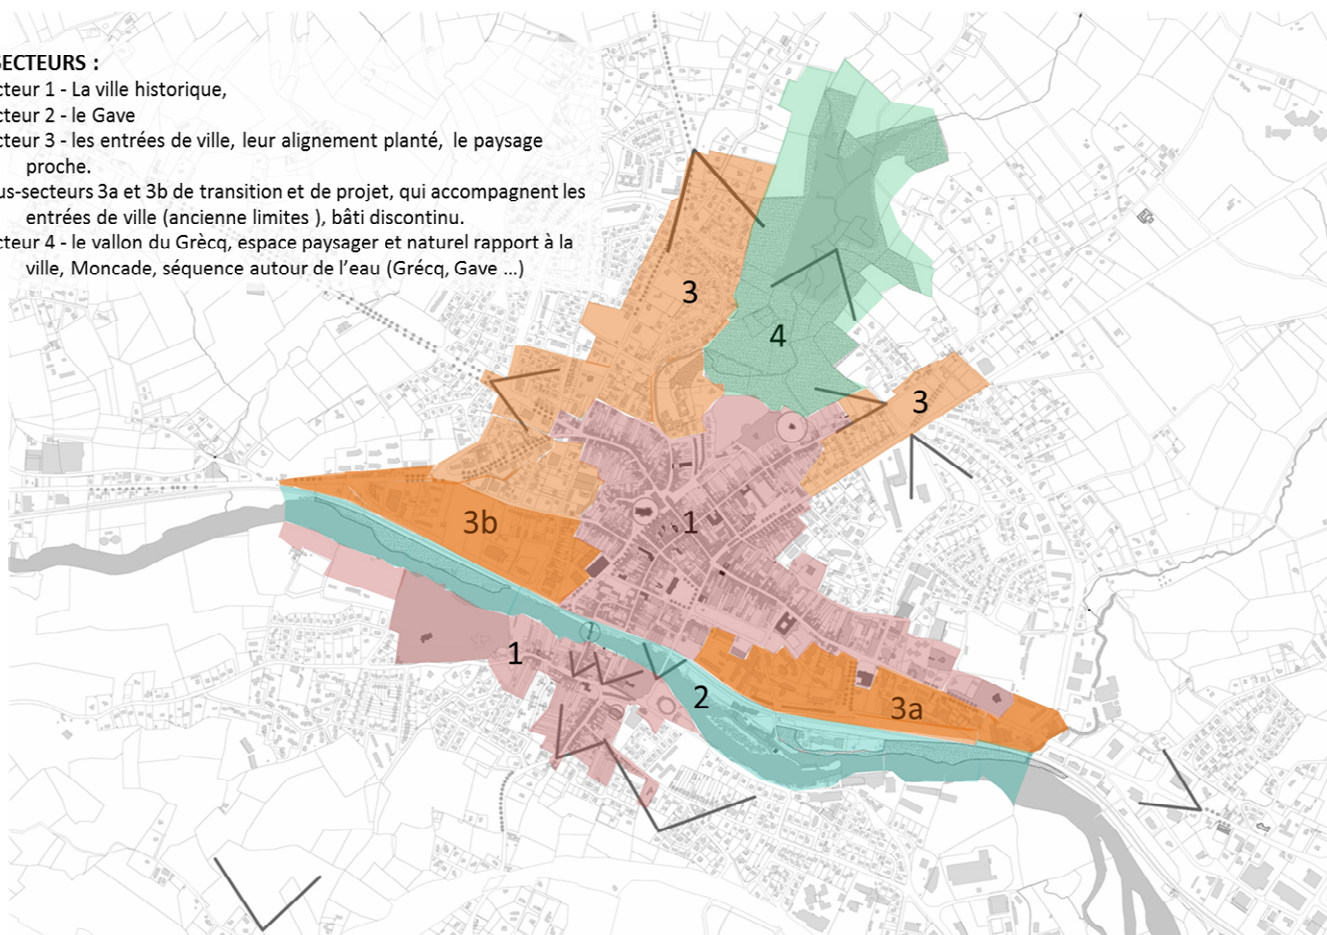 SECTEURS :
cteur 1 - La ville historique,
cteur 2 - le Gave
cteur 3 - les entrées de ville, leur alignement planté, le paysage
proche.
us-secteurs 3a et 3b de transition et de projet, qui accompagnent les
entrées de ville (ancienne limites ), bâti discontinu.
cteur 4 - le vallon du Grècq, espace paysager et naturel rapport à la
ville, Moncade, séquence autour de l’eau (Grécq, Gave ...)
3
4
3
3b
1
1
2
3a